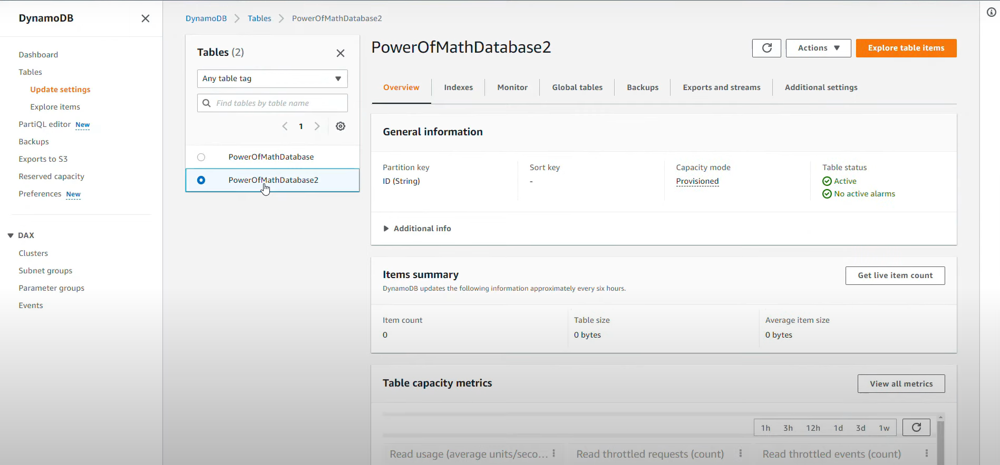 DynamoDB
Dashboard
Tables
Update settings
Explore items
PartiQL editor New
Backups
Exports to S3
Reserved capacity
Preferences New
DAX
Clusters
Subnet groups
Parameter groups
Events
DynamoDB Tables PowerOfMathDatabase2
Tables (2)
Any table tag
Find tables by table name
1
PowerOfMathDatabase
PowerOfMathDatabase2
PowerOfMathDatabase2
Actions
Explore table items
Overview Indexes Monitor Global tables Backups Exports and streams Additional settings
General information
Partition key
ID (String)
Sort key
-
Capacity mode
Provisioned
Table status
Active
No active alarms
Additional info
Items summary
Get live item count
DynamoDB updates the following information approximately every six hours.
Item count
0
Table size
0 bytes
Average item size
0 bytes
Table capacity metrics
View all metrics
1h 3h 12h 1d 3d 1w
Read usage (average units/seco...
Read throttled requests (count)
Read throttled events (count)